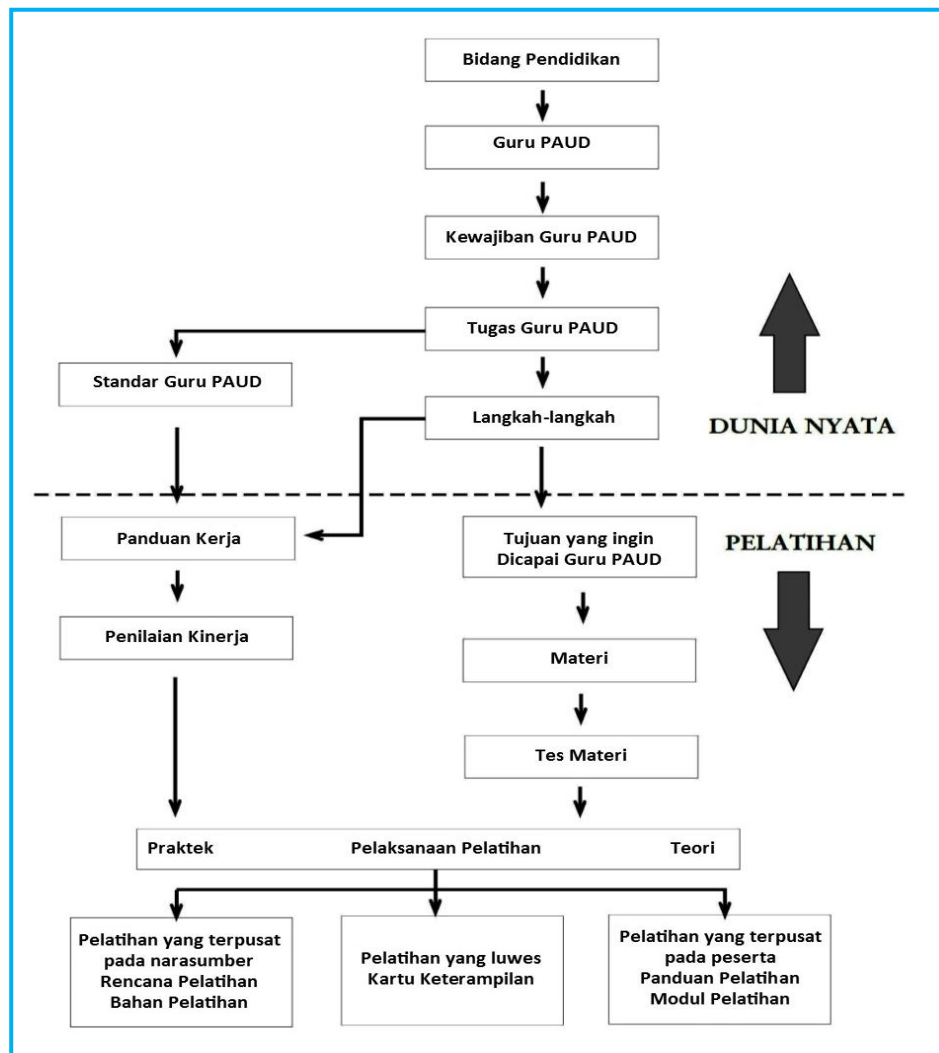 Bidang Pendidikan
Guru PAUD
Kewajiban Guru PAUD
Tugas Guru PAUD
Standar Guru PAUD
Langkah-langkah
DUNIA NYATA
Panduan Kerja
Tujuan yang ingin
Dicapai Guru PAUD
PELATIHAN
Penilaian Kinerja
Materi
Tes Materi
Praktek Pelaksanaan Pelatihan Teori
Pelatihan yang terpusat
pada narasumber
Rencana Pelatihan
Bahan Pelatihan
Pelatihan yang luwes
Kartu Keterampilan
Pelatihan yang terpusat
pada peserta
Panduan Pelatihan
Modul Pelatihan